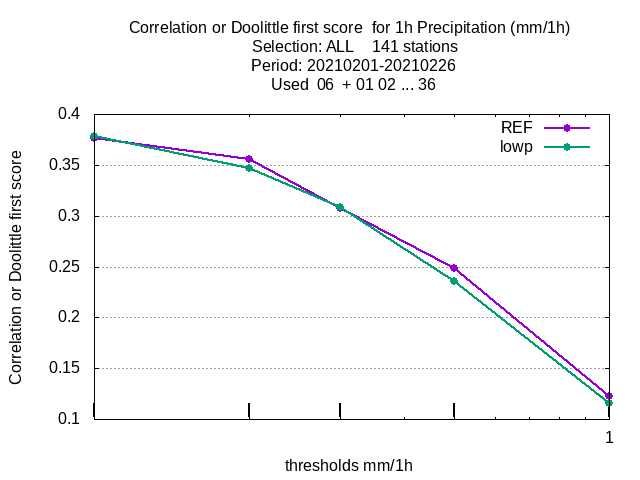 Correlation or Doolittle first score  for 1h Precipitation (mm/1h)
Selection: ALL    141 stations
Period: 20210201-20210226
Used  06  + 01 02 ... 36
REF
lowp
0.4
0.35
0.3
0.25
0.2
0.15
0.1
Correlation or Doolittle first score
1
thresholds mm/1h